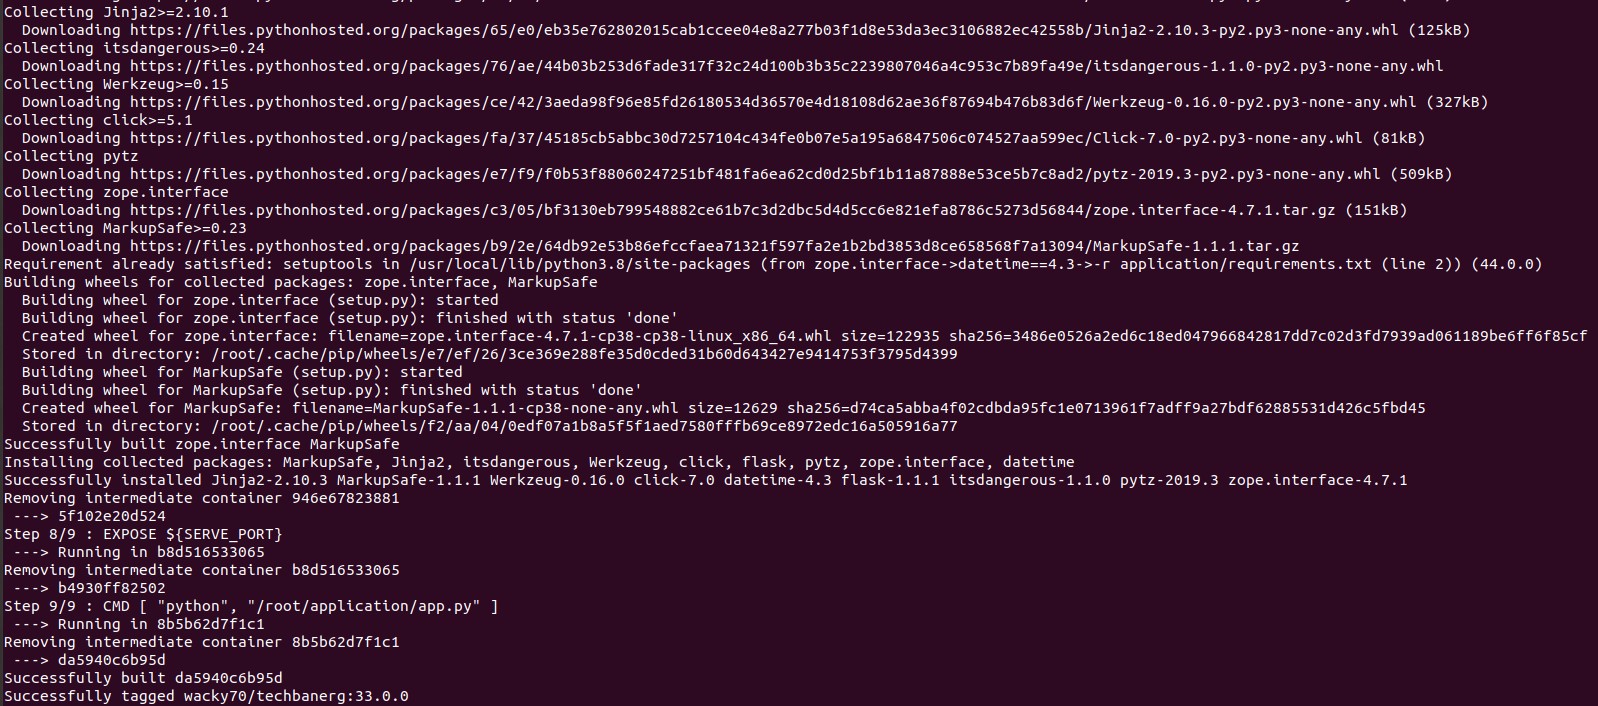 Collecting Jinja2>=2.10.1
  Downloading https://files.pythonhosted.org/packages/65/e0/eb35e762802015cab1ccee04e8a277b03f1d8e53da3ec3106882ec42558b/Jinja2-2.10.3-py2.py3-none-any.whl (125kB)
Collecting itsdangerous>=0.24
  Downloading https://files.pythonhosted.org/packages/76/ae/44b03b253d6fade317f32c24d100b3b35c2239807046a4c953c7b89fa49e/itsdangerous-1.1.0-py2.py3-none-any.whl
Collecting Werkzeug>=0.15
  Downloading https://files.pythonhosted.org/packages/ce/42/3aeda98f96e85fd26180534d36570e4d18108d62ae36f87694b476b83d6f/Werkzeug-0.16.0-py2.py3-none-any.whl (327kB)
Collecting click>=5.1
  Downloading https://files.pythonhosted.org/packages/fa/37/45185cb5abbc30d7257104c434fe0b07e5a195a6847506c074527aa599ec/Click-7.0-py2.py3-none-any.whl (81kB)
Collecting pytz
  Downloading https://files.pythonhosted.org/packages/e7/f9/f0b53f88060247251bf481fa6ea62cd0d25bf1b11a87888e53ce5b7c8ad2/pytz-2019.3-py2.py3-none-any.whl (509kB)
Collecting zope.interface
  Downloading https://files.pythonhosted.org/packages/c3/05/bf3130eb799548882ce61b7c3d2dbc5d4d5cc6e821efa8786c5273d56844/zope.interface-4.7.1.tar.gz (151kB)
Collecting MarkupSafe>=0.23
  Downloading https://files.pythonhosted.org/packages/b9/2e/64db92e53b86efccfaea71321f597fa2e1b2bd3853d8ce658568f7a13094/MarkupSafe-1.1.1.tar.gz
Requirement already satisfied: setuptools in /usr/local/lib/python3.8/site-packages (from zope.interface->datetime==4.3->-r application/requirements.txt (line 2)) (44.0.0)
Building wheels for collected packages: zope.interface, MarkupSafe
  Building wheel for zope.interface (setup.py): started
  Building wheel for zope.interface (setup.py): finished with status 'done'
  Created wheel for zope.interface: filename=zope.interface-4.7.1-cp38-cp38-linux_x86_64.whl size=122935 sha256=3486e0526a2ed6c18ed047966842817dd7c02d3fd7939ad061189be6ff6f85cf
  Stored in directory: /root/.cache/pip/wheels/e7/ef/26/3ce369e288fe35d0cded31b60d643427e9414753f3795d4399
  Building wheel for MarkupSafe (setup.py): started
  Building wheel for MarkupSafe (setup.py): finished with status 'done'
  Created wheel for MarkupSafe: filename=MarkupSafe-1.1.1-cp38-none-any.whl size=12629 sha256=d74ca5abba4f02cdbda95fc1e0713961f7adff9a27bdf62885531d426c5fbd45
  Stored in directory: /root/.cache/pip/wheels/f2/aa/04/0edf07a1b8a5f5f1aed7580fffb69ce8972edc16a505916a77
Successfully built zope.interface MarkupSafe
Installing collected packages: MarkupSafe, Jinja2, itsdangerous, Werkzeug, click, flask, pytz, zope.interface, datetime
Successfully installed Jinja2-2.10.3 MarkupSafe-1.1.1 Werkzeug-0.16.0 click-7.0 datetime-4.3 flask-1.1.1 itsdangerous-1.1.0 pytz-2019.3 zope.interface-4.7.1
Removing intermediate container 946e67823881
 ---> 5f102e20d524
Step 8/9 : EXPOSE ${SERVE_PORT}
 ---> Running in b8d516533065
Removing intermediate container b8d516533065
 ---> b4930ff82502
Step 9/9 : CMD [ "python", "/root/application/app.py" ]
 ---> Running in 8b5b62d7f1c1
Removing intermediate container 8b5b62d7f1c1
 ---> da5940c6b95d
Successfully built da5940c6b95d
Successfully tagged wacky70/techbanerg:33.0.0